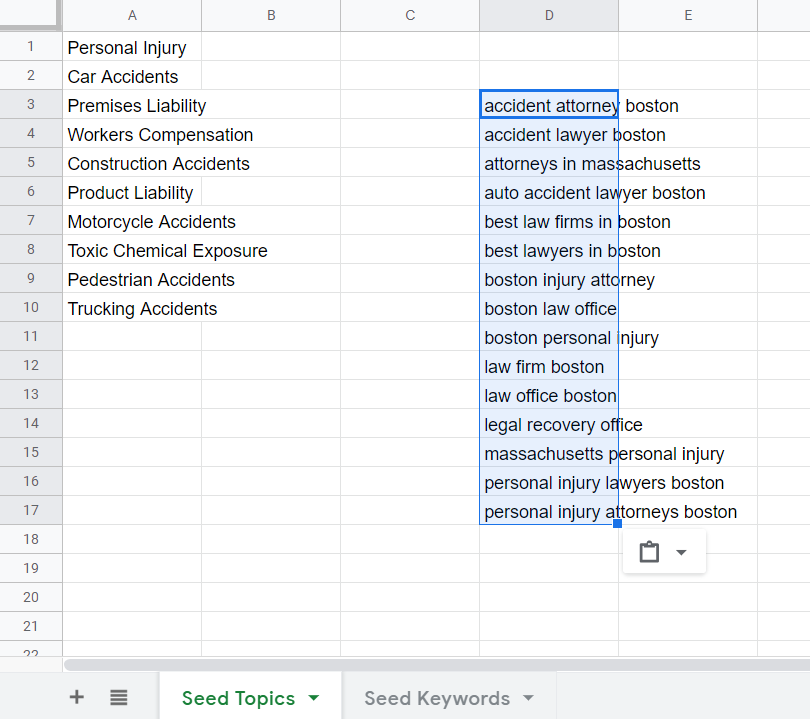 A B C D E
1 Personal Injury
2 Car Accidents
3 Premises Liability accident attorney boston
4 Workers Compensation accident lawyer boston
5 Construction Accidents attorneys in massachusetts
6 Product Liability auto accident lawyer boston
7 Motorcycle Accidents best law firms in boston
8 Toxic Chemical Exposure best lawyers in boston
9 Pedestrian Accidents boston injury attorney
10 Trucking Accidents boston law office
11 boston personal injury
12 law firm boston
13 law office boston
14 legal recovery office
15 massachusetts personal injury
16 personal injury lawyers boston
17 personal injury attorneys boston
18
19
20
21
22
Seed Topics Seed Keywords